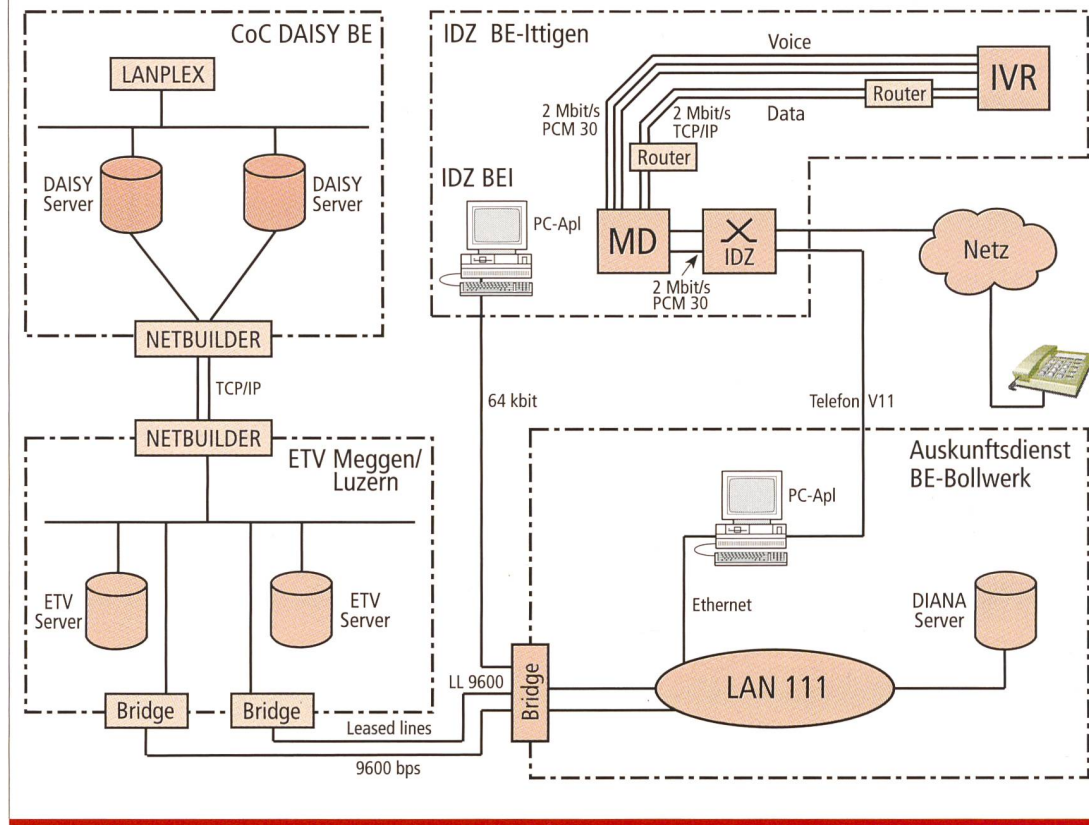 CoC DAISY BE
LANPLEX
DAISY
Server
DAISY
Server
NETBUILDER
TCP/IP
NETBUILDER
ETV Meggen/
Luzern
ETV
Server
ETV
Server
Bridge
Bridge
Leased lines
9600 bps
IDZ BE-Ittigen
Voice
IVR
Router
Data
2 Mbit/s
PCM 30
2 Mbit/s
TCP/IP
Router
IDZ BEI
PC-Apl
MD
IDZ
2 Mbit/s
PCM 30
Netz
64 kbit
Telefon V11
Auskunftsdienst
BE-Bollwerk
PC-Apl
Ethernet
DIANA
Server
LL 9600
Bridge
LAN 111